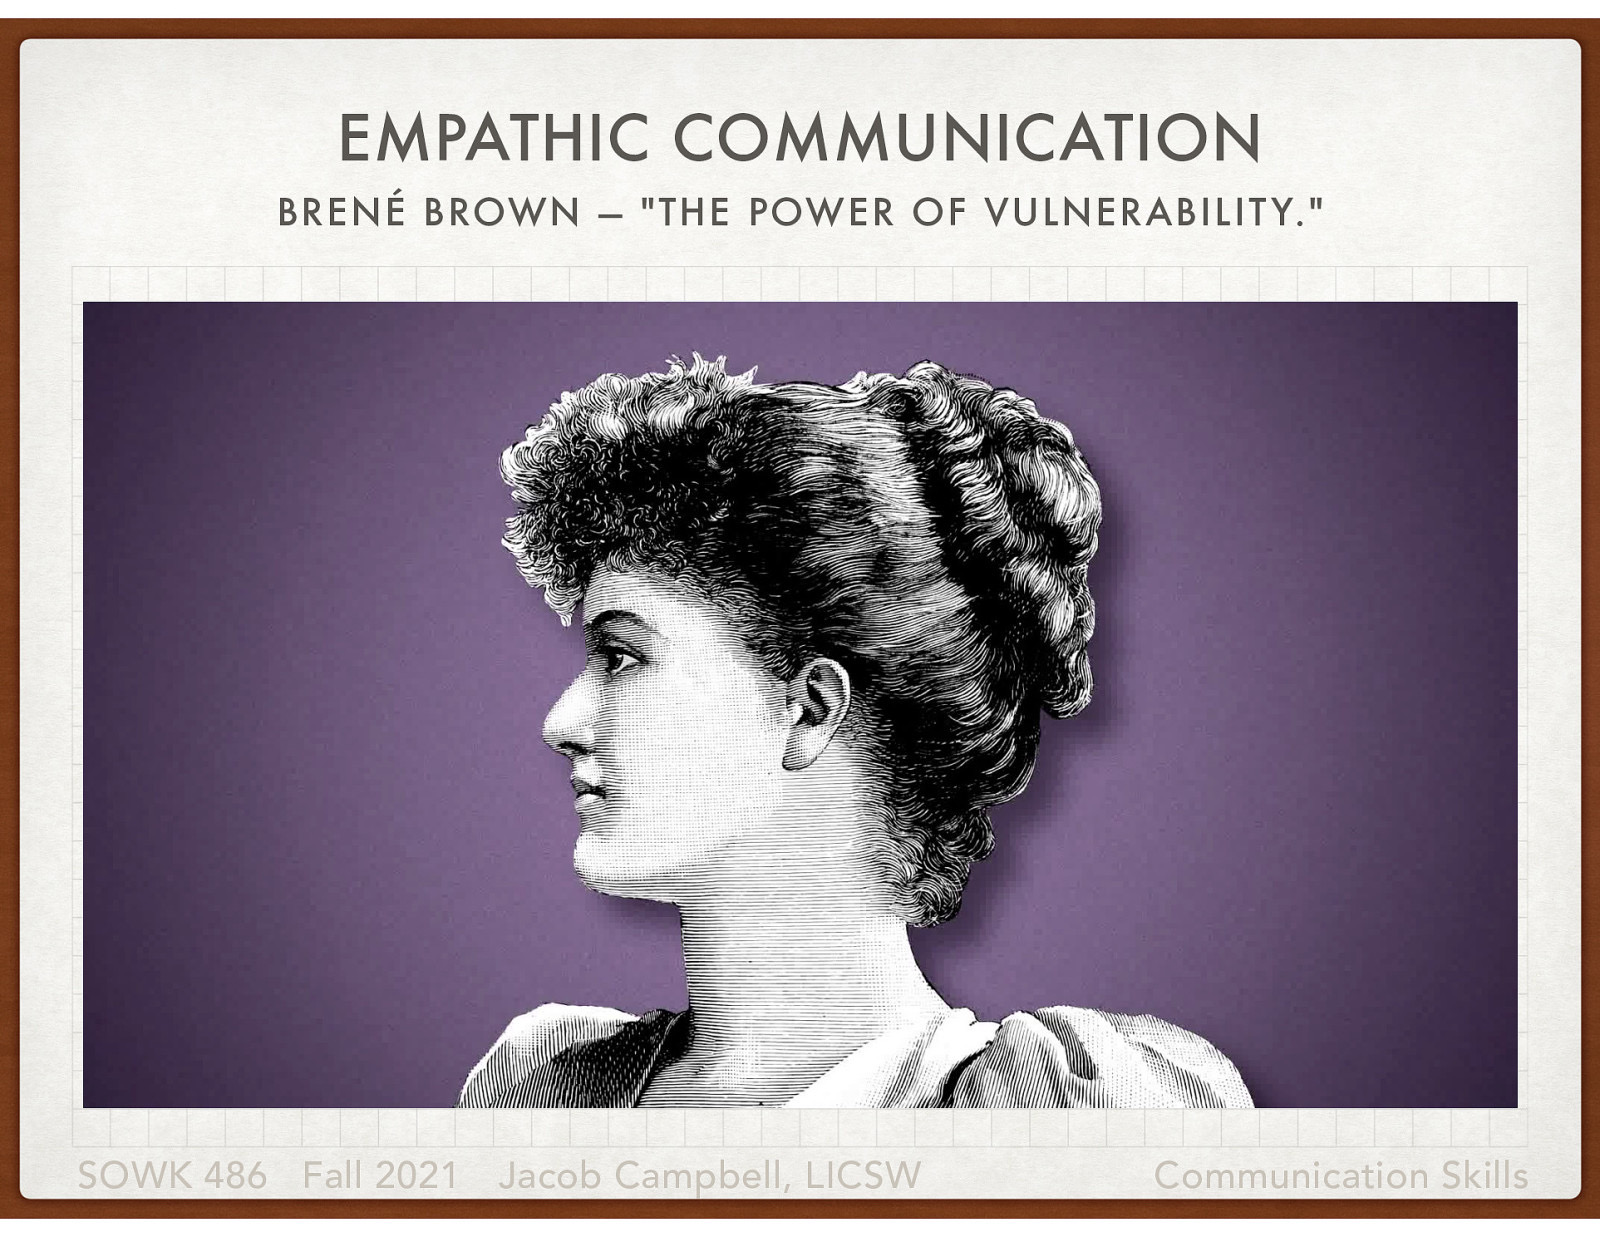 EMPATHIC COMMUNICATION
BRENÉ BROWN – "THE POWER OF VULNERABILITY."
SOWK 486 Fall 2021 Jacob Campbell, LICSW Communication Skills